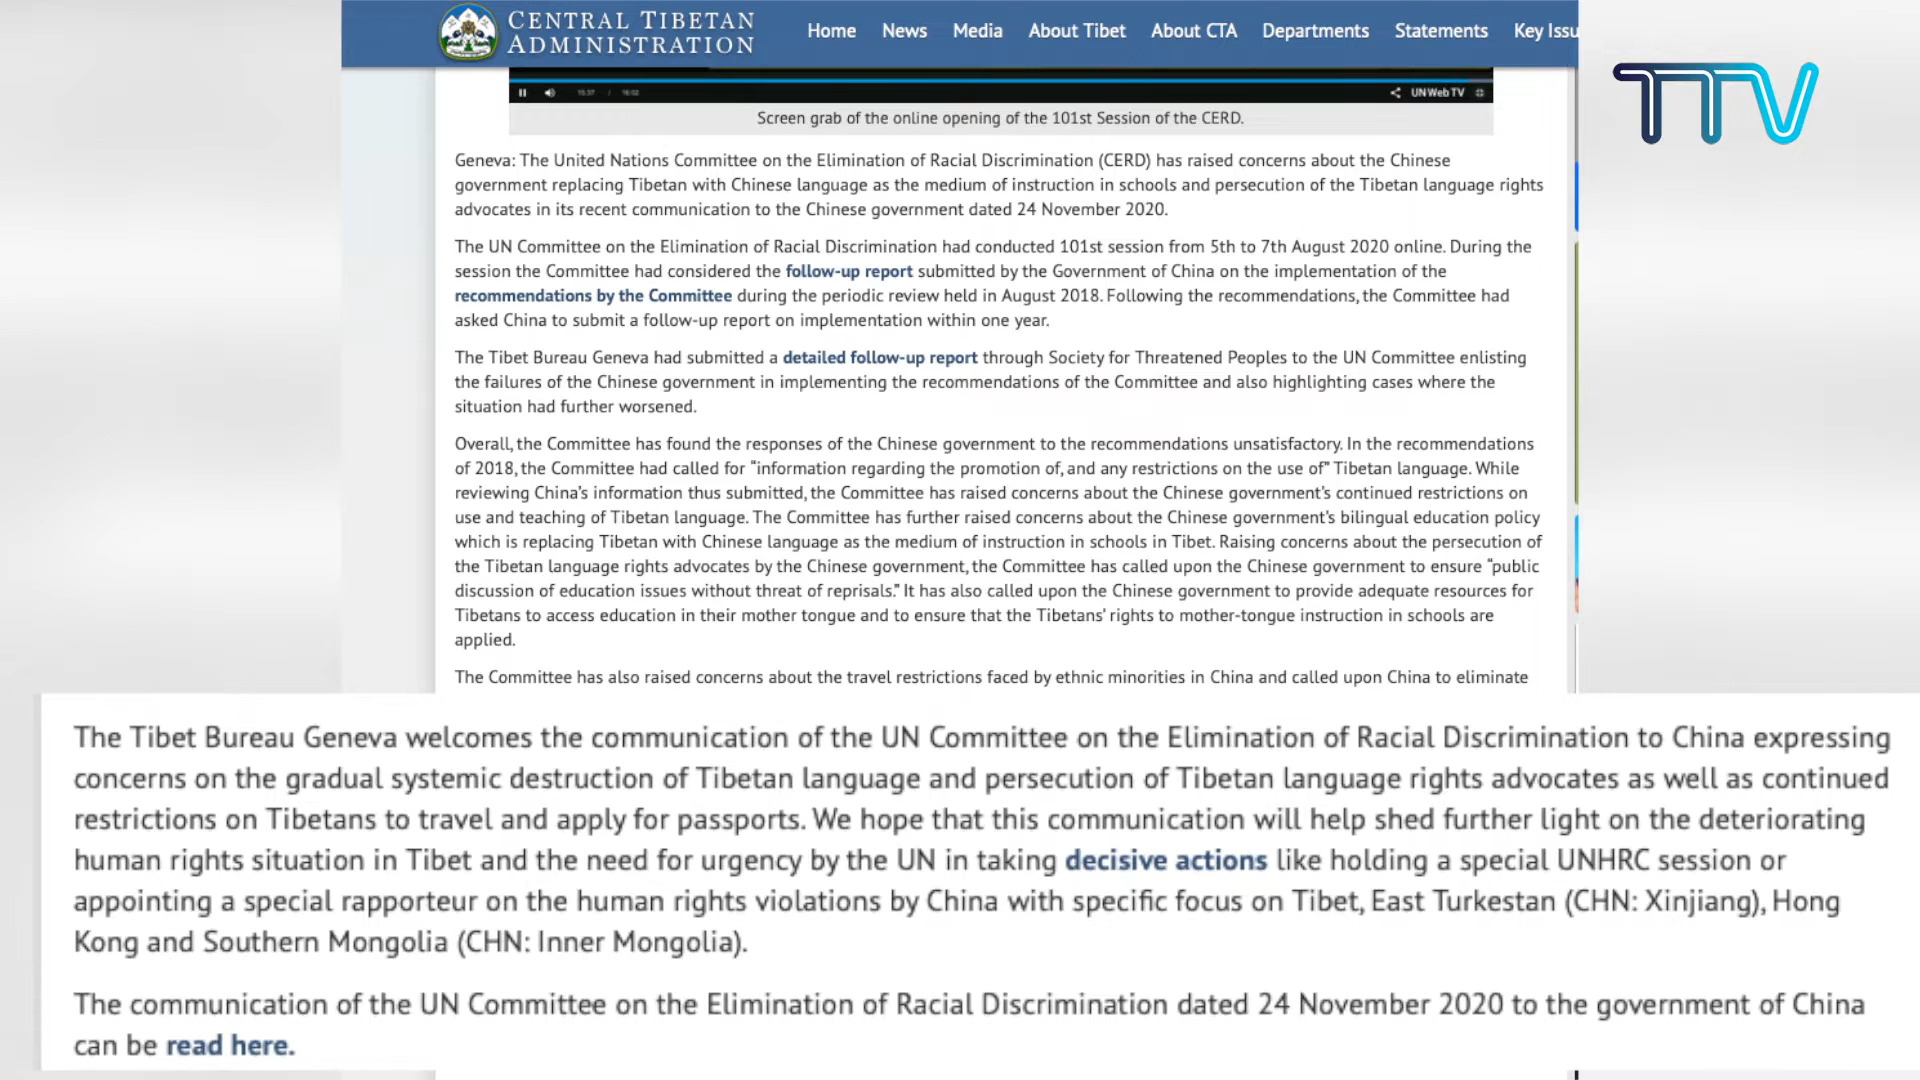 CENTRAL TIBETAN
ADMINISTRATION
Home News Media About Tibet About CTA Departments Statements Key Issu
TTV
15:37 / 16:02 UN Web TV
Screen grab of the online opening of the 101st Session of the CERD.
Geneva: The United Nations Committee on the Elimination of Racial Discrimination (CERD) has raised concerns about the Chinese
government replacing Tibetan with Chinese language as the medium of instruction in schools and persecution of the Tibetan language rights
advocates in its recent communication to the Chinese government dated 24 November 2020.
The UN Committee on the Elimination of Racial Discrimination had conducted 101st session from 5th to 7th August 2020 online. During the
session the Committee had considered the follow-up report submitted by the Government of China on the implementation of the
recommendations by the Committee during the periodic review held in August 2018. Following the recommendations, the Committee had
asked China to submit a follow-up report on implementation within one year.
The Tibet Bureau Geneva had submitted a detailed follow-up report through Society for Threatened Peoples to the UN Committee enlisting
the failures of the Chinese government in implementing the recommendations of the Committee and also highlighting cases where the
situation had further worsened.
Overall, the Committee has found the responses of the Chinese government to the recommendations unsatisfactory. In the recommendations
of 2018, the Committee had called for “information regarding the promotion of, and any restrictions on the use of” Tibetan language. While
reviewing China’s information thus submitted, the Committee has raised concerns about the Chinese government’s continued restrictions on
use and teaching of Tibetan language. The Committee has further raised concerns about the Chinese government’s bilingual education policy
which is replacing Tibetan with Chinese language as the medium of instruction in schools in Tibet. Raising concerns about the persecution of
the Tibetan language rights advocates by the Chinese government, the Committee has called upon the Chinese government to ensure “public
discussion of education issues without threat of reprisals.” It has also called upon the Chinese government to provide adequate resources for
Tibetans to access education in their mother tongue and to ensure that the Tibetans’ rights to mother-tongue instruction in schools are
applied.
The Committee has also raised concerns about the travel restrictions faced by ethnic minorities in China and called upon China to eliminate
The Tibet Bureau Geneva welcomes the communication of the UN Committee on the Elimination of Racial Discrimination to China expressing
concerns on the gradual systemic destruction of Tibetan language and persecution of Tibetan language rights advocates as well as continued
restrictions on Tibetans to travel and apply for passports. We hope that this communication will help shed further light on the deteriorating
human rights situation in Tibet and the need for urgency by the UN in taking decisive actions like holding a special UNHRC session or
appointing a special rapporteur on the human rights violations by China with specific focus on Tibet, East Turkestan (CHN: Xinjiang), Hong
Kong and Southern Mongolia (CHN: Inner Mongolia).
The communication of the UN Committee on the Elimination of Racial Discrimination dated 24 November 2020 to the government of China
can be read here.